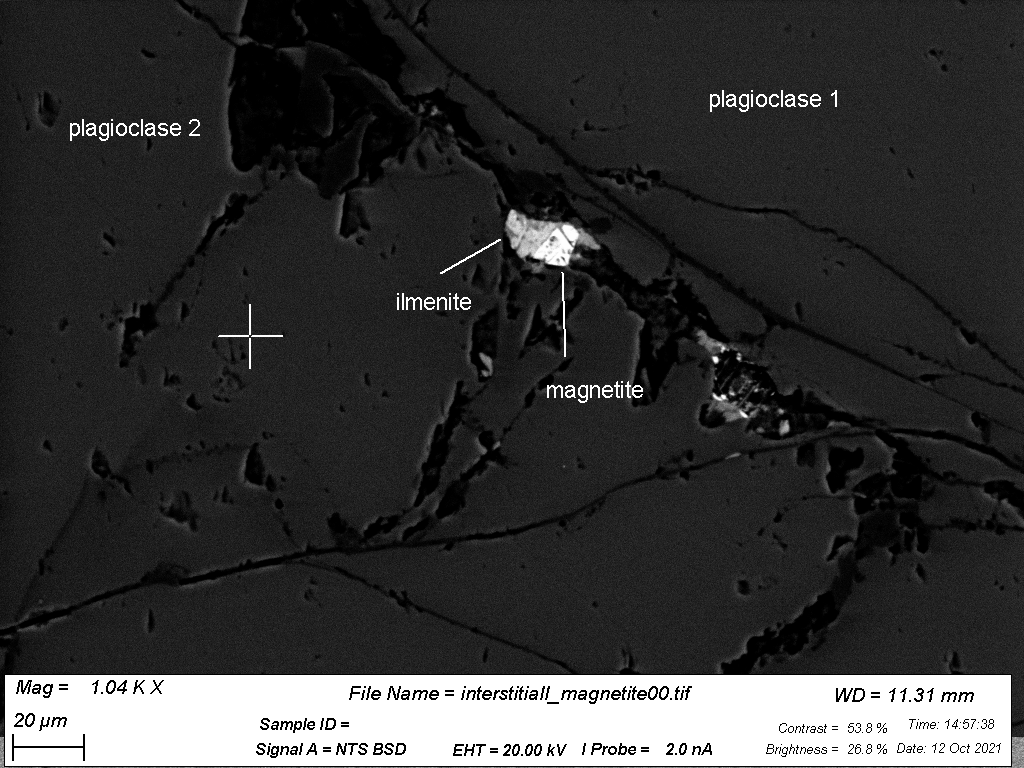 plagioclase 1
plagioclase 2
ilmenite
magnetite
Mag = 1.04 K X
File Name = interstitiall_magnetite00.tif
WD = 11.31 mm
20 µm
Sample ID =
Contrast = 53.8 % Time: 14:57:38
Signal A = NTS BSD EHT = 20.00 kV I Probe = 2.0 nA
Brightness = 26.8 % Date: 12 Oct 2021